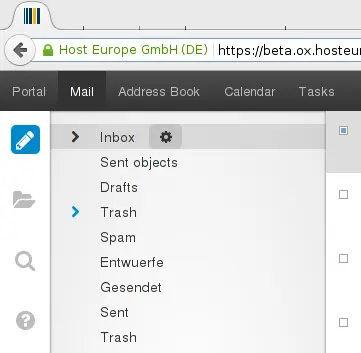 Host Europe GmbH (DE) https://beta.ox.hosteur
Portal Mail Address Book Calendar Tasks
Inbox
Sent objects
Drafts
Trash
Spam
Entwuerfe
Gesendet
Sent
Trash